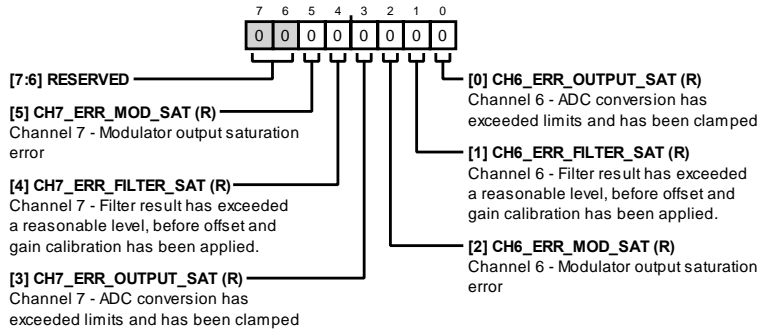 7 6 5 4 3 2 1 0
0 0 0 0 0 0 0 0
[7:6] RESERVED
[5] CH7_ERR_MOD_SAT (R)
Channel 7 - Modulator output saturation
error
[4] CH7_ERR_FILTER_SAT (R)
Channel 7 - Filter result has exceeded
a reasonable level, before offset and
gain calibration has been applied.
[3] CH7_ERR_OUTPUT_SAT (R)
Channel 7 - ADC conversion has
exceeded limits and has been clamped
[0] CH6_ERR_OUTPUT_SAT (R)
Channel 6 - ADC conversion has
exceeded limits and has been clamped
[1] CH6_ERR_FILTER_SAT (R)
Channel 6 - Filter result has exceeded
a reasonable level, before offset and
gain calibration has been applied.
[2] CH6_ERR_MOD_SAT (R)
Channel 6 - Modulator output saturation
error